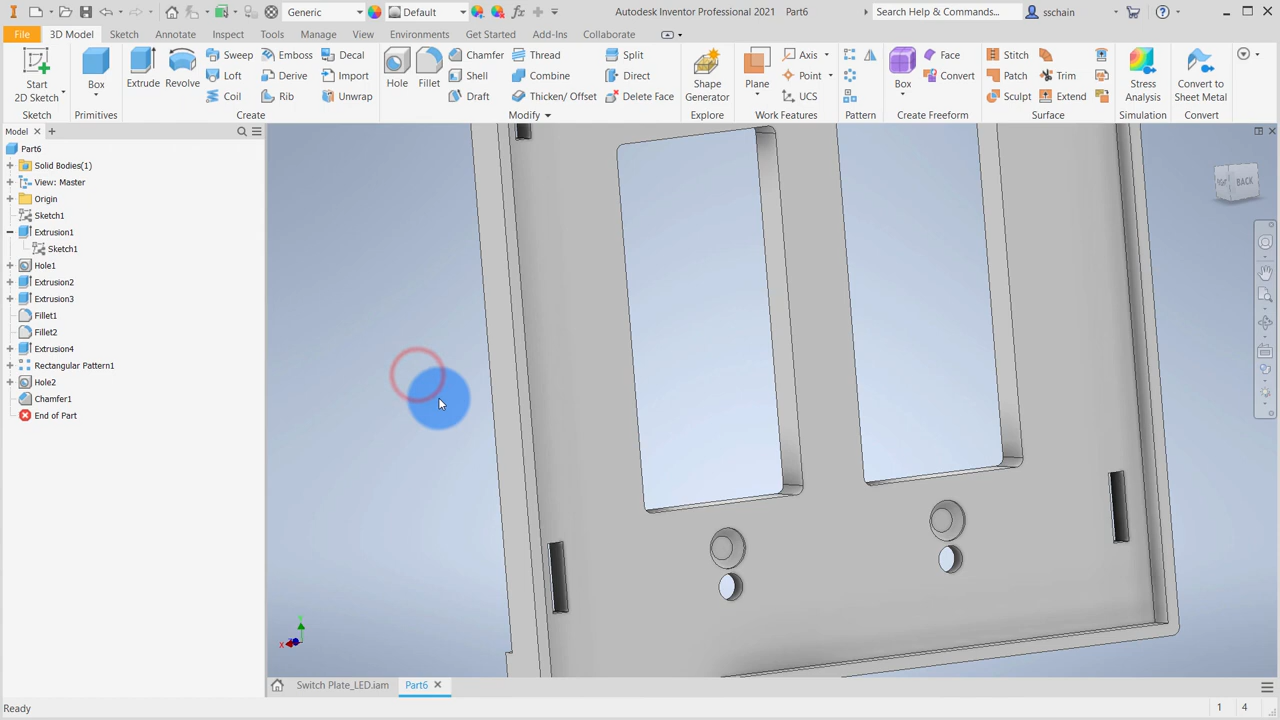 Generic
Default
Autodesk Inventor Professional 2021 Part6
Search Help & Commands...
sschain
File 3D Model Sketch Annotate Inspect Tools Manage View Environments Get Started Add-Ins Collaborate
Start
2D Sketch
Sketch
Box
Primitives
Extrude
Revolve
Sweep Emboss Decal
Loft Derive Import
Coil Rib Unwrap
Create
Hole
Fillet
Chamfer Thread Split
Shell Combine Direct
Draft Thicken/ Offset Delete Face
Modify
Shape
Generator
Explore
Plane
Axis
Point
UCS
Work Features
Pattern
Box
Face
Convert
Create Freeform
Stitch
Patch Trim
Sculpt Extend
Surface
Stress
Analysis
Simulation
Convert to
Sheet Metal
Convert
Model
Part6
Solid Bodies(1)
View: Master
Origin
Sketch1
Extrusion1
Sketch1
Hole1
Extrusion2
Extrusion3
Fillet1
Fillet2
Extrusion4
Rectangular Pattern1
Hole2
Chamfer1
End of Part
BACK
Switch Plate_LED.iam Part6
Ready
1 4